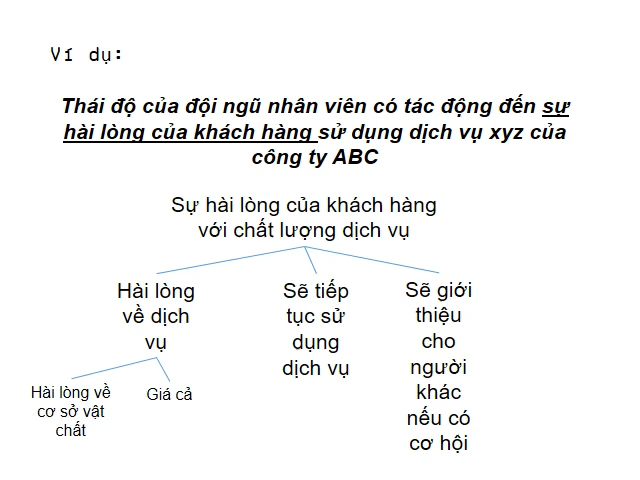 Ví dụ:
Thái độ của đội ngũ nhân viên có tác động đến sự
hài lòng của khách hàng sử dụng dịch vụ xyz của
công ty ABC
Sự hài lòng của khách hàng
với chất lượng dịch vụ
Hài lòng
về dịch
vụ
Sẽ tiếp
tục sử
dụng
dịch vụ
Sẽ giới
thiệu
cho
người
khác
nếu có
cơ hội
Hài lòng về
cơ sở vật
chất
Giá cả